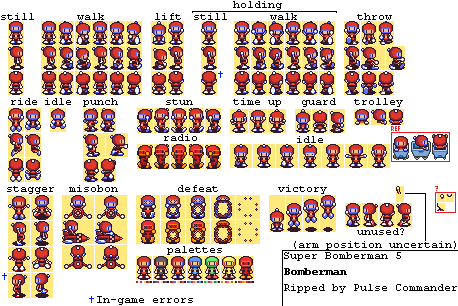 holding
still walk lift still walk throw
†
ride idle punch stun time up guard trolley
radio idle
REF
stagger misobon defeat victory
?
unused?
(arm position uncertain)
palettes
Super Bomberman 5
Bomberman
Ripped by Pulse Commander
†
†In-game errors